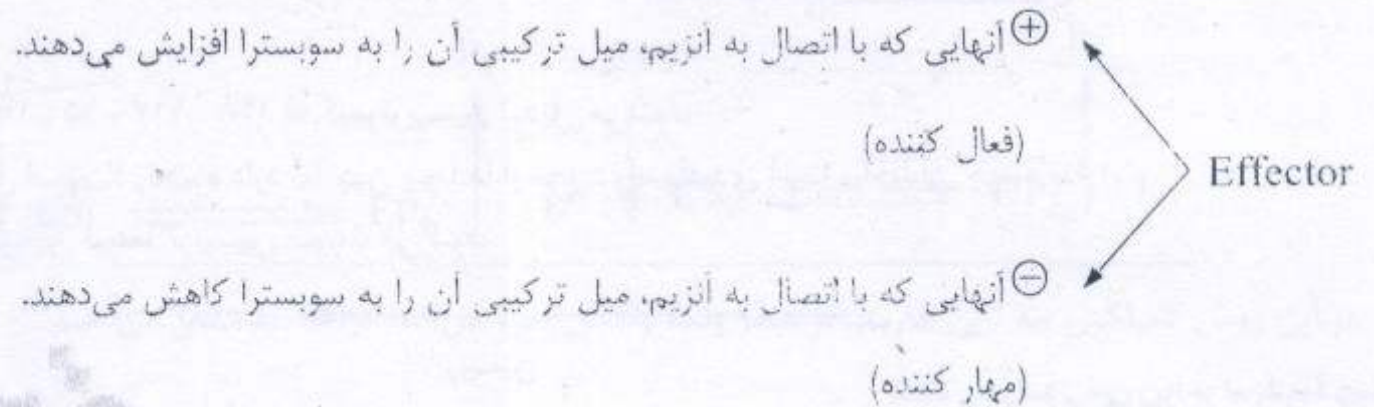 ⊕ آنهایی که با اتصال به آنزیم، میل ترکیبی آن را به سوبسترا افزایش می‌دهند.
(فعال کننده)
Effector
⊖ آنهایی که با اتصال به آنزیم، میل ترکیبی آن را به سوبسترا کاهش می‌دهند.
(مهار کننده)